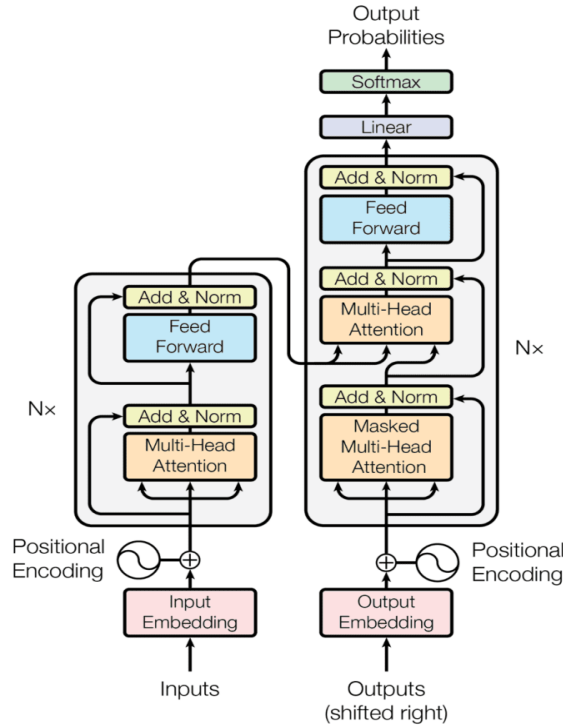 Output
Probabilities
Softmax
Linear
Add & Norm
Feed
Forward
Add & Norm
Multi-Head
Attention
Add & Norm
Masked
Multi-Head
Attention
N×
Positional
Encoding
Output
Embedding
Outputs
(shifted right)
Add & Norm
Feed
Forward
Add & Norm
Multi-Head
Attention
N×
Positional
Encoding
Input
Embedding
Inputs